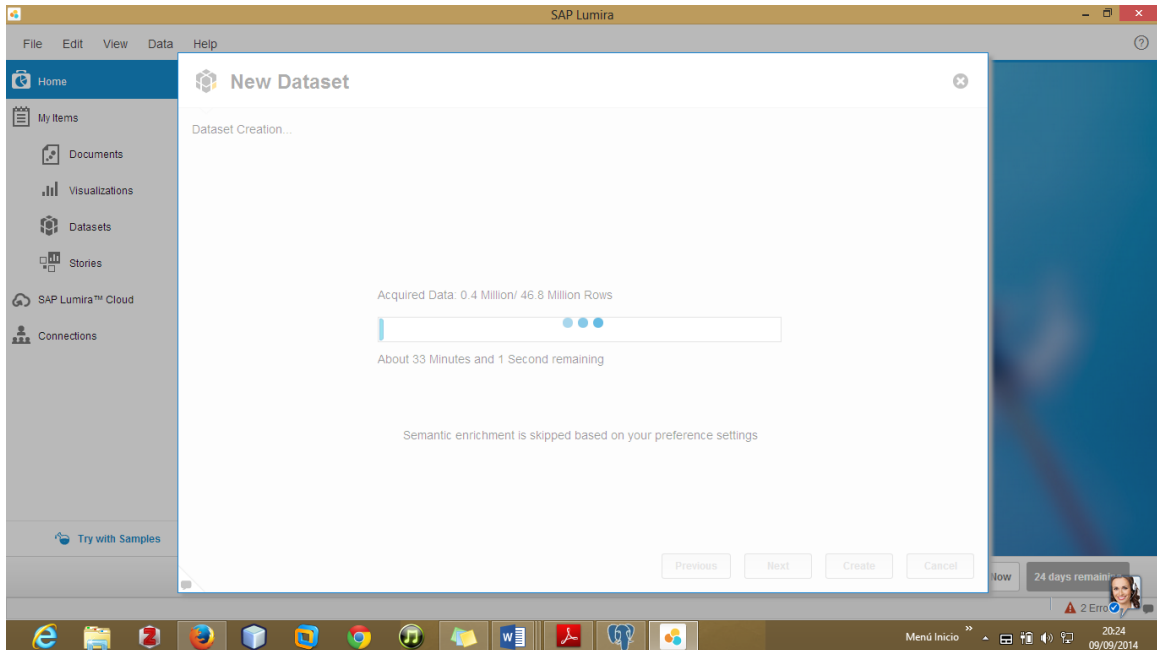 SAP Lumira
File Edit View Data Help
Home
My Items
Documents
Visualizations
Datasets
Stories
SAP Lumira™ Cloud
Connections
Try with Samples
New Dataset
Dataset Creation...
Acquired Data: 0.4 Million/ 46.8 Million Rows
About 33 Minutes and 1 Second remaining
Semantic enrichment is skipped based on your preference settings
Previous Next Create Cancel
Now 24 days
2
Menú Inicio
20:24
09/09/2014